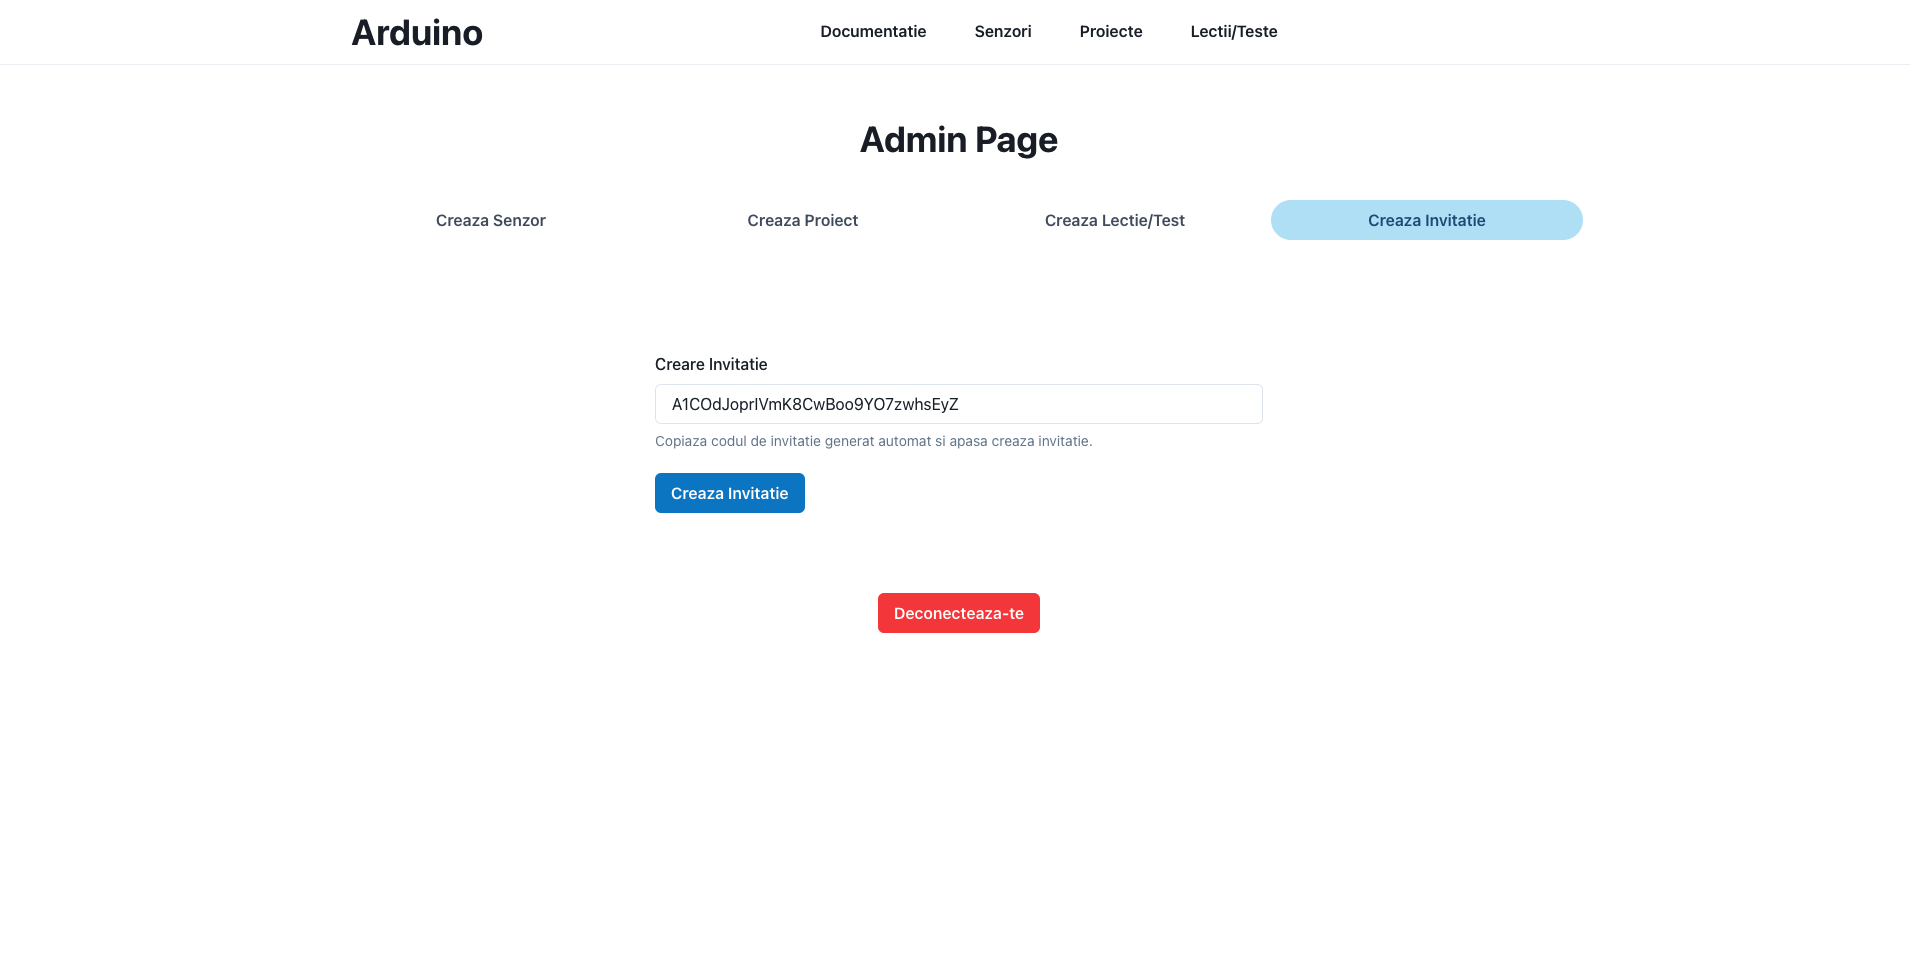 Arduino
Documentatie Senzori Proiecte Lectii/Teste
Admin Page
Creaza Senzor Creaza Proiect Creaza Lectie/Test Creaza Invitatie
Creare Invitatie
A1COdJoprIVmK8CwBoo9YO7zwhsEyZ
Copiaza codul de invitatie generat automat si apasa creaza invitatie.
Creaza Invitatie
Deconecteaza-te